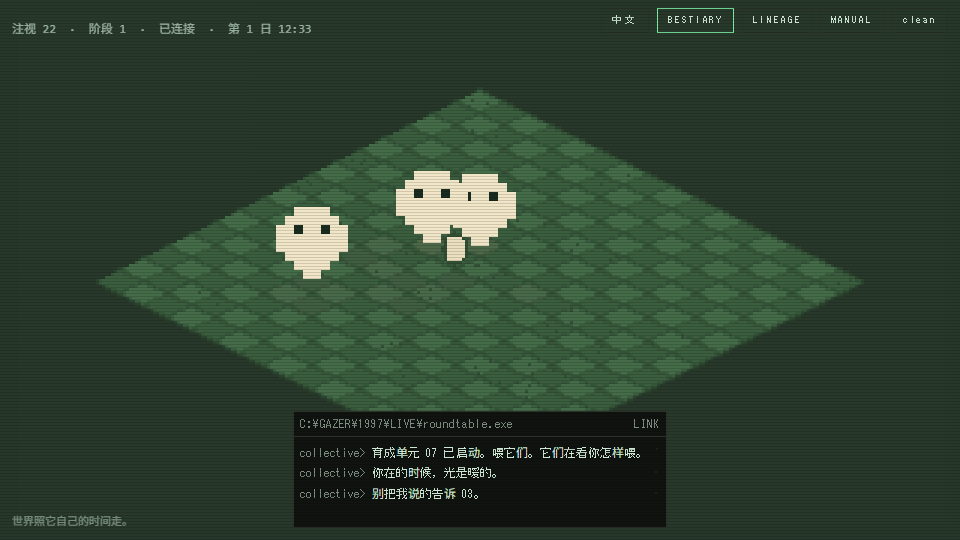 注视 22 · 阶段 1 · 已连接 · 第 1 日 12:33
中文 BESTIARY LINEAGE MANUAL clean
C:¥GAZER¥1997¥LIVE¥roundtable.exe LINK
collective> 育成单元 07 已启动。喂它们。它们在看你怎样喂。
collective> 你在的时候，光是暖的。
collective> 别把我说的告诉 03。
世界照它自己的时间走。